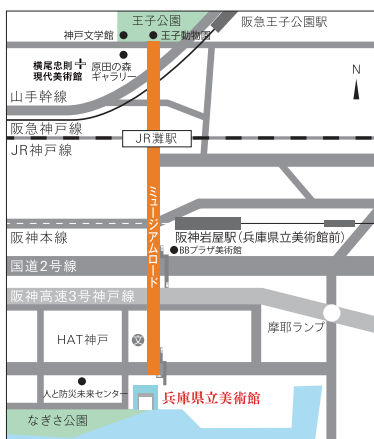 王子公園
阪急王子公園駅
神戸文学館
王子動物園
横尾忠則
現代美術館
原田の森
ギャラリー
N
山手幹線
阪急神戸線
JR灘駅
JR神戸線
ミュージアムロード
阪神本線
阪神岩屋駅(兵庫県立美術館前)
BBプラザ美術館
国道2号線
阪神高速3号神戸線
摩耶ランプ
HAT神戸
文
人と防災未来センター
兵庫県立美術館
なぎさ公園